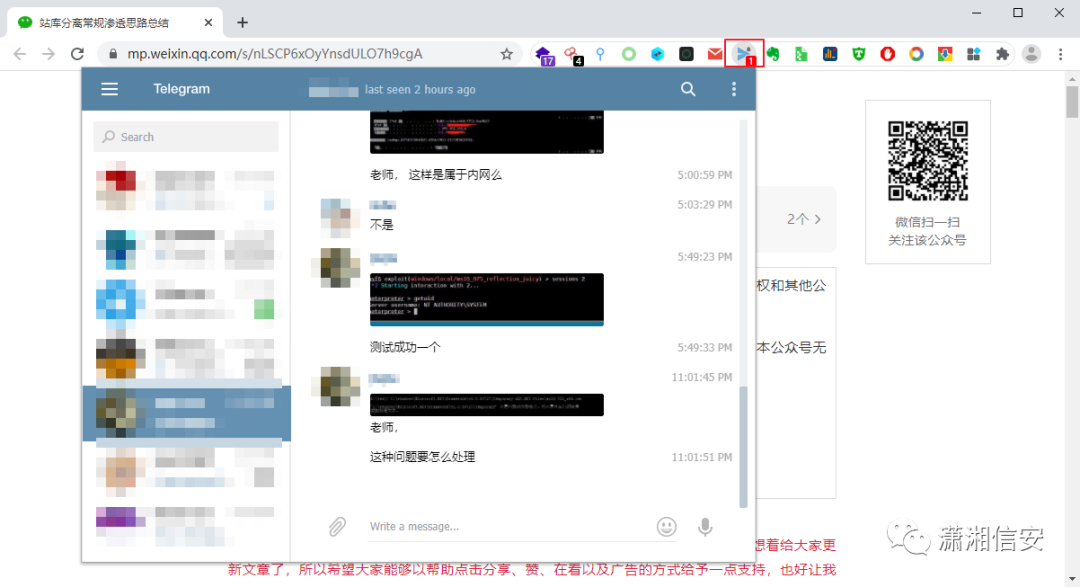 站库分离常规渗透思路总结
mp.weixin.qq.com/s/nLSCP6xOyYnsdULO7h9cgA
17
4
1
Telegram
last seen 2 hours ago
Search
老师， 这样是属于内网么
5:00:59 PM
5:03:29 PM
不是
5:49:23 PM
exploit(windows/local/ms16_075_reflection_juicy) > sessions 2
Starting interaction with 2...
meterpreter > getuid
Server username: NT AUTHORITY\SYSTEM
meterpreter >
测试成功一个
5:49:33 PM
11:01:45 PM
老师,
这种问题要怎么处理
11:01:51 PM
Write a message...
2个
微信扫一扫
关注该公众号
权和其他公
本公众号无
想着给大家更
新文章了，所以希望大家能够以帮助点击分享、赞、在看以及广告的方式给予一点支持，也好让我
潇湘信安